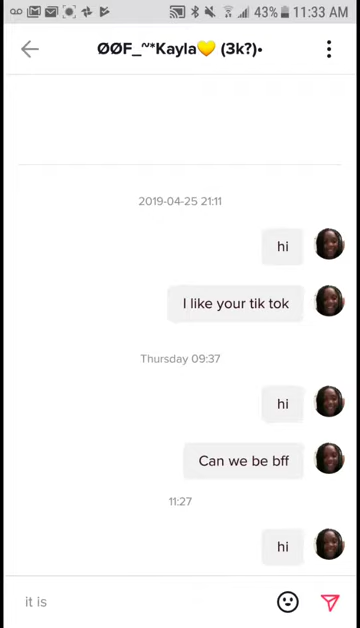 43% 11:33 AM
ØØF_~*Kayla💛 (3k?)•
2019-04-25 21:11
hi
I like your tik tok
Thursday 09:37
hi
Can we be bff
11:27
hi
it is